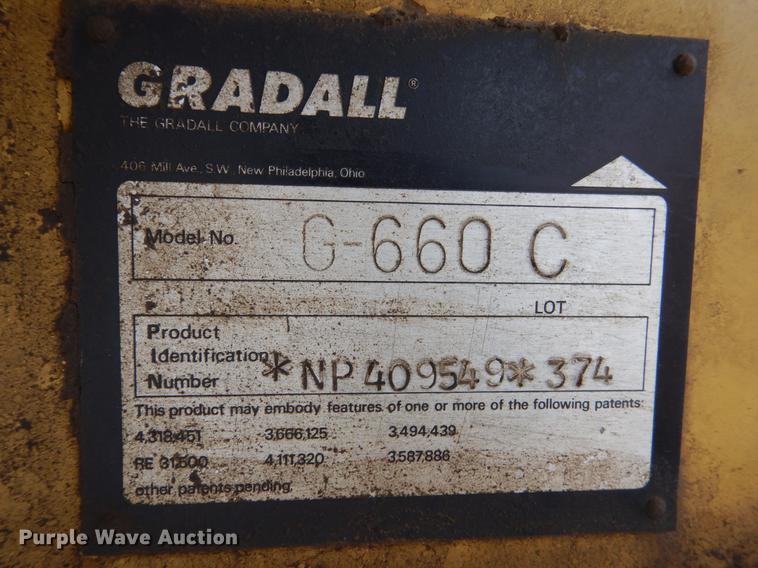 GRADALL®
THE GRADALL COMPANY
406 Mill Ave., S.W., New Philadelphia, Ohio
Model No. G-660 C
LOT
Product
Identification
Number *NP409549*374
This product may embody features of one or more of the following patents:
4,318,451 3,666,125 3,494,439
RE 31,500 4,111,320 3,587,886
other patents pending.
Purple Wave Auction